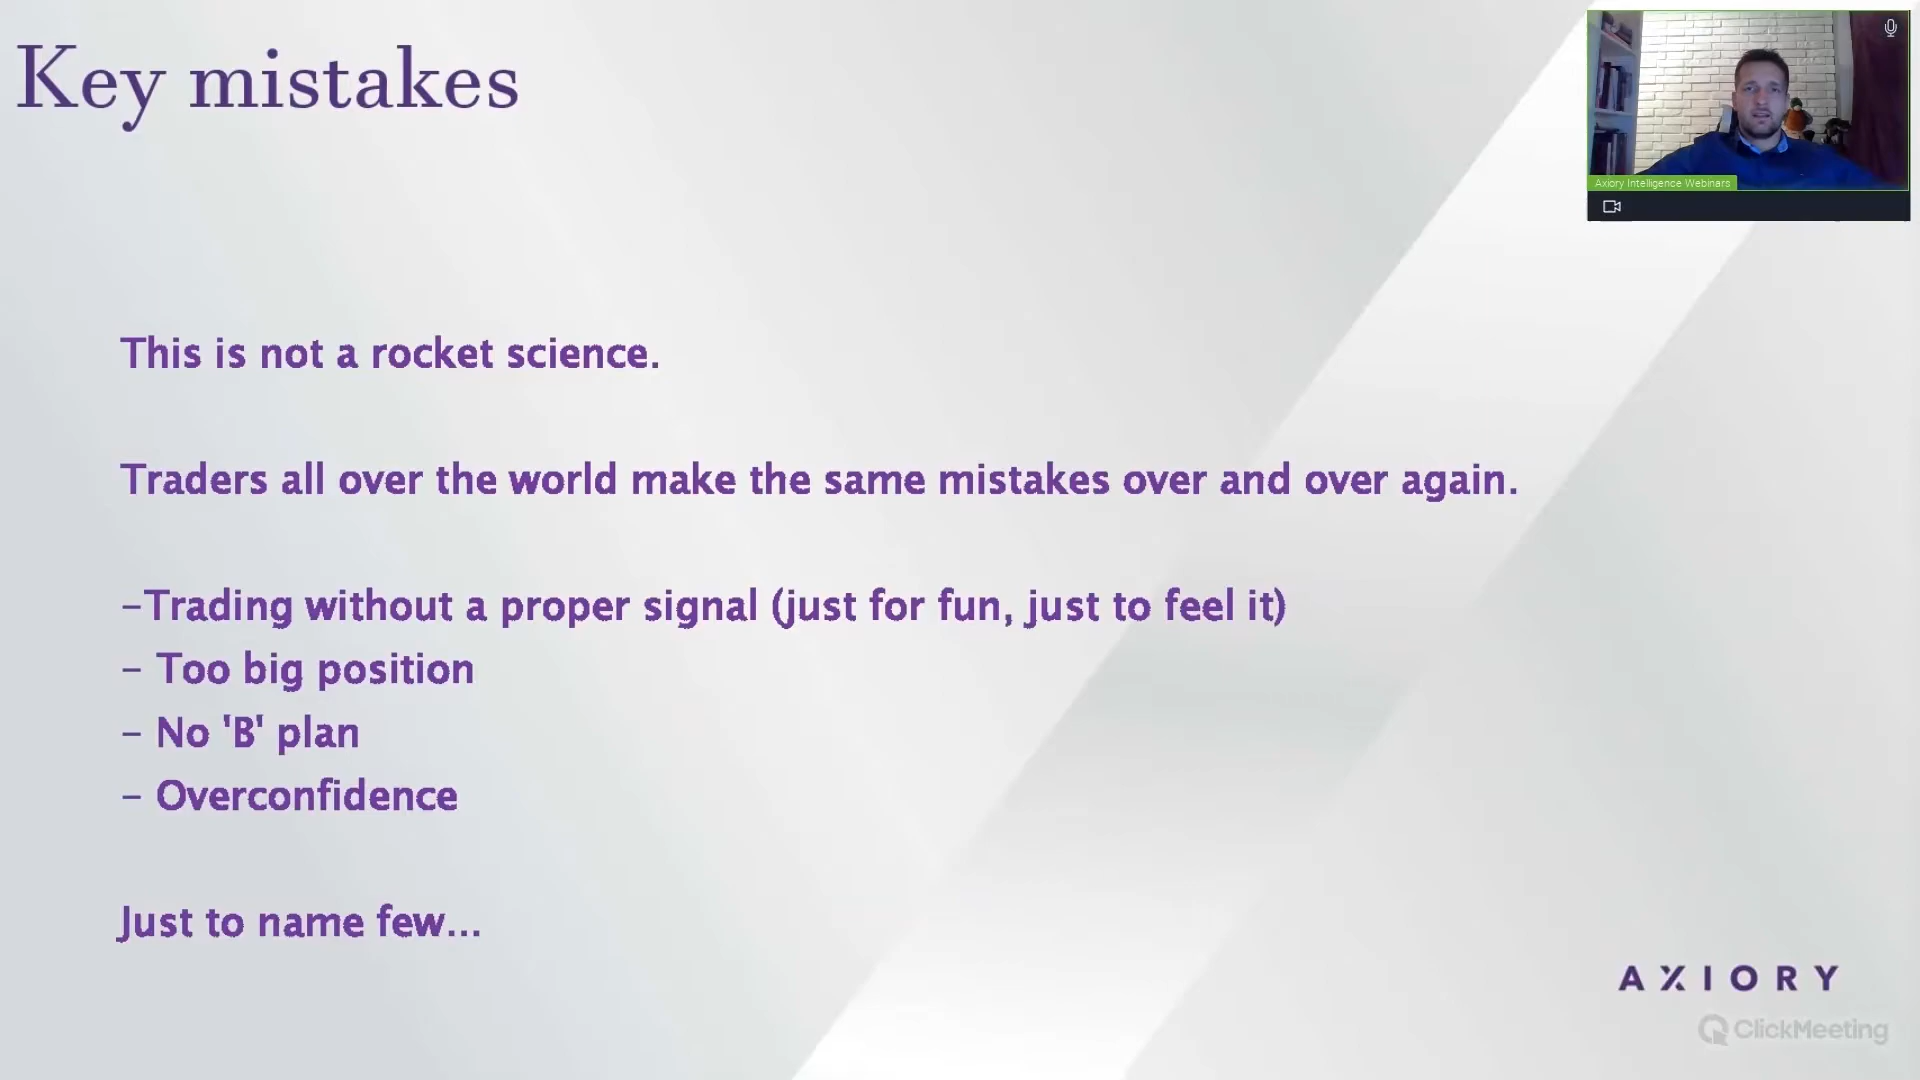 Key mistakes
Axiory Intelligence Webinars
This is not a rocket science.
Traders all over the world make the same mistakes over and over again.
-Trading without a proper signal (just for fun, just to feel it)
- Too big position
- No 'B' plan
- Overconfidence
Just to name few...
AXIORY
ClickMeeting